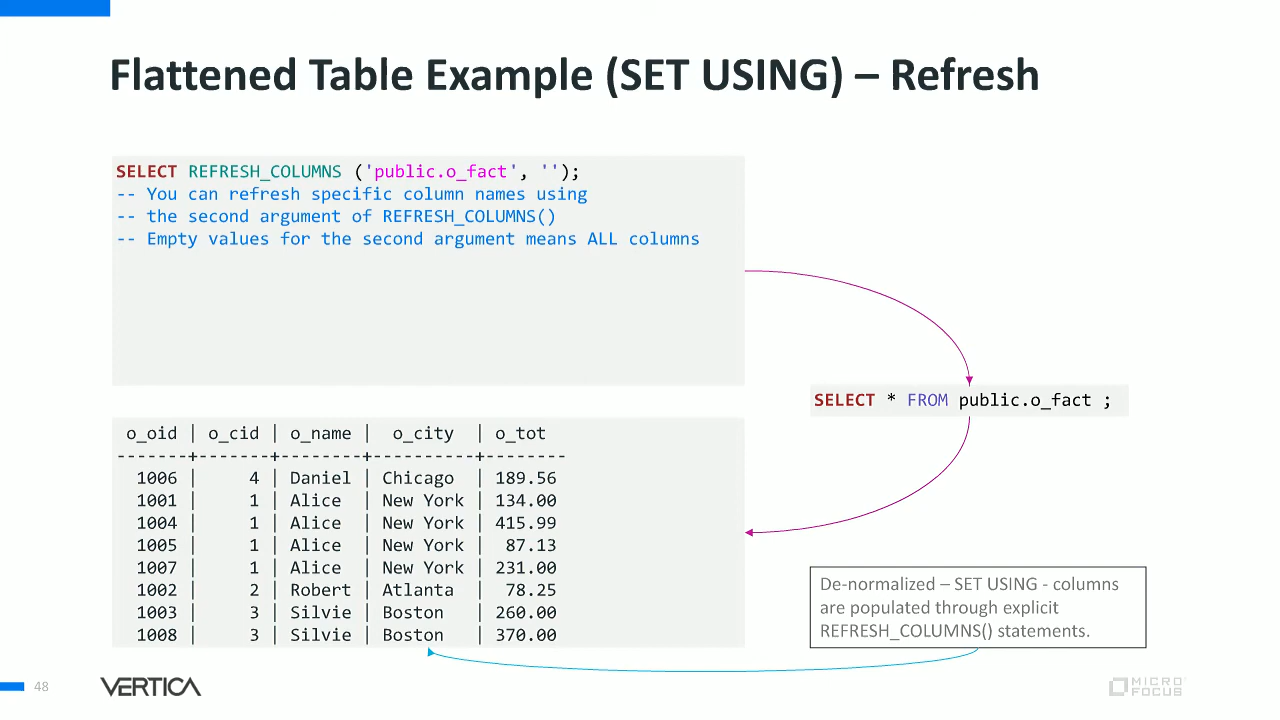 Flattened Table Example (SET USING) – Refresh
SELECT REFRESH_COLUMNS ('public.o_fact', '');
-- You can refresh specific column names using
-- the second argument of REFRESH_COLUMNS()
-- Empty values for the second argument means ALL columns
SELECT * FROM public.o_fact ;
o_oid | o_cid | o_name | o_city | o_tot
-------+-------+--------+----------+--------
1006 | 4 | Daniel | Chicago | 189.56
1001 | 1 | Alice | New York | 134.00
1004 | 1 | Alice | New York | 415.99
1005 | 1 | Alice | New York | 87.13
1007 | 1 | Alice | New York | 231.00
1002 | 2 | Robert | Atlanta | 78.25
1003 | 3 | Silvie | Boston | 260.00
1008 | 3 | Silvie | Boston | 370.00
De-normalized – SET USING - columns
are populated through explicit
REFRESH_COLUMNS() statements.
48
VERTICA
MICRO
FOCUS